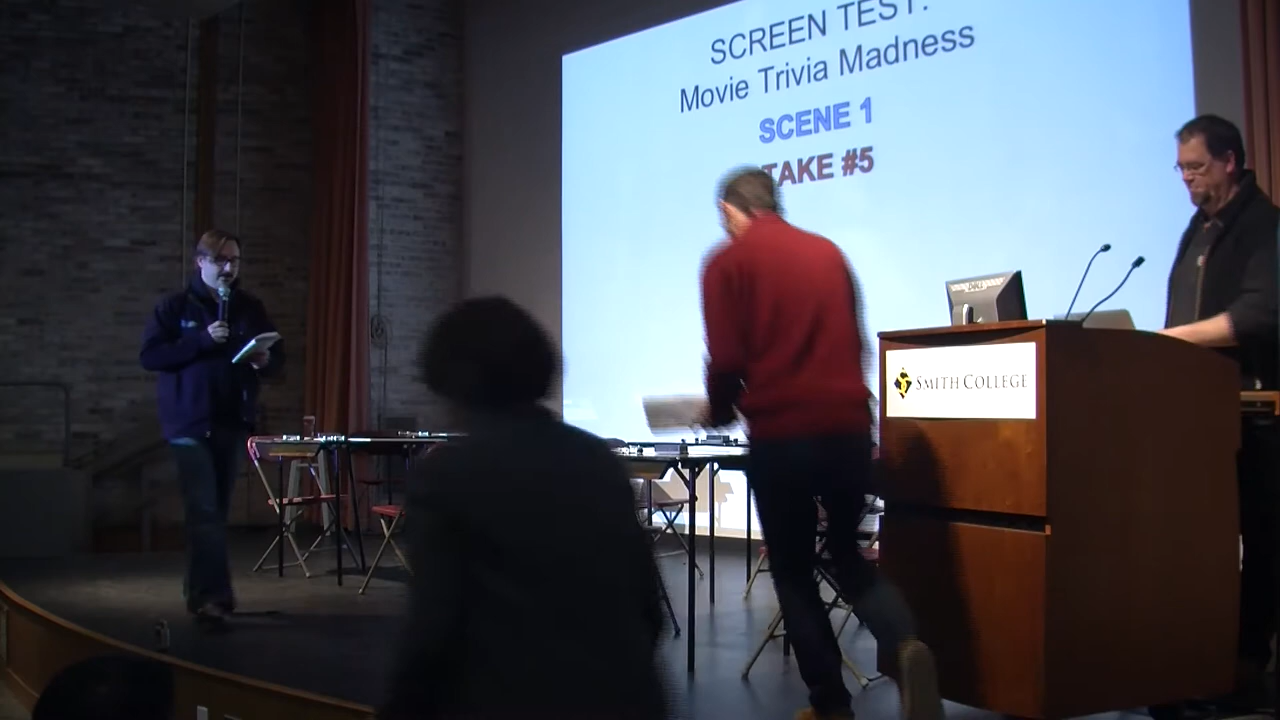 SCREEN TEST:
Movie Trivia Madness
SCENE 1
TAKE #5
SMITH COLLEGE